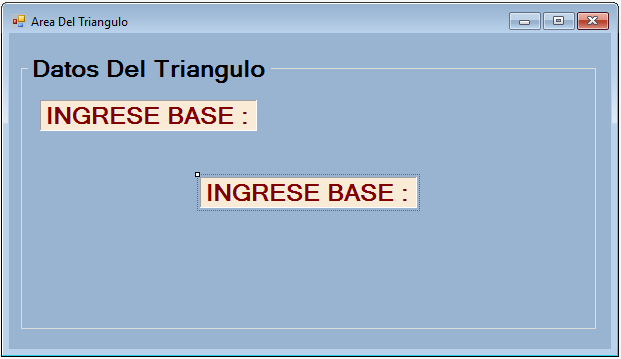 Area Del Triangulo
Datos Del Triangulo
INGRESE BASE :
INGRESE BASE :